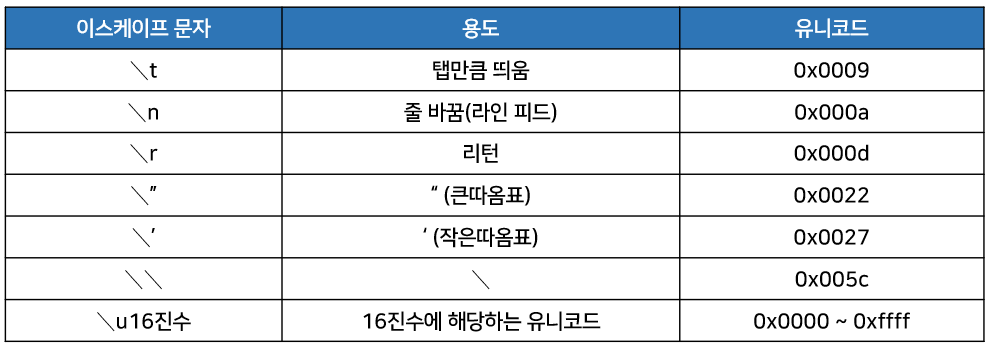 이스케이프 문자 용도 유니코드
\t 탭만큼 띄움 0x0009
\n 줄 바꿈(라인 피드) 0x000a
\r 리턴 0x000d
\” “ (큰따옴표) 0x0022
\’ ‘ (작은따옴표) 0x0027
\\ \ 0x005c
\u16진수 16진수에 해당하는 유니코드 0x0000 ~ 0xffff